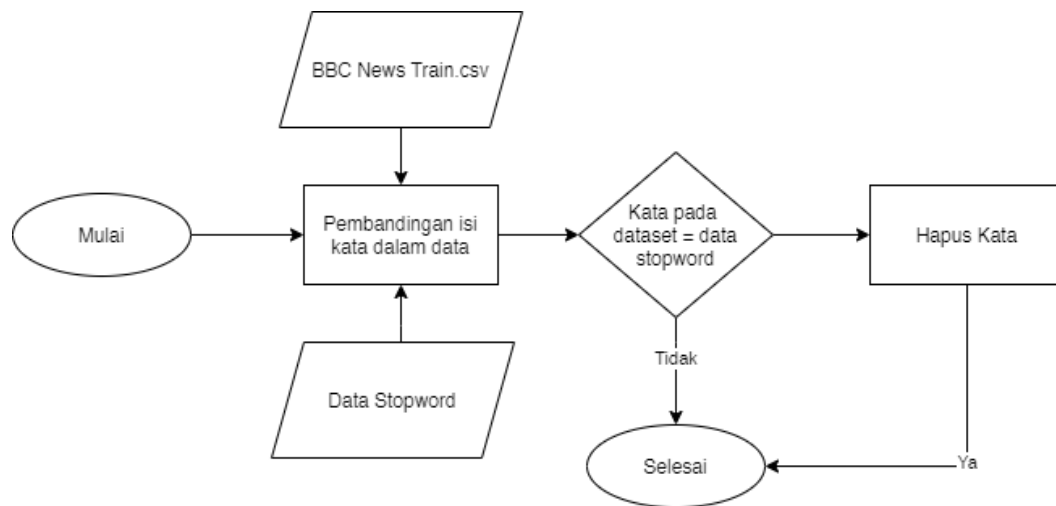 BBC News Train.csv
Mulai
Pembandingan isi
kata dalam data
Kata pada
dataset = data
stopword
Hapus Kata
Tidak
Data Stopword
Selesai
Ya